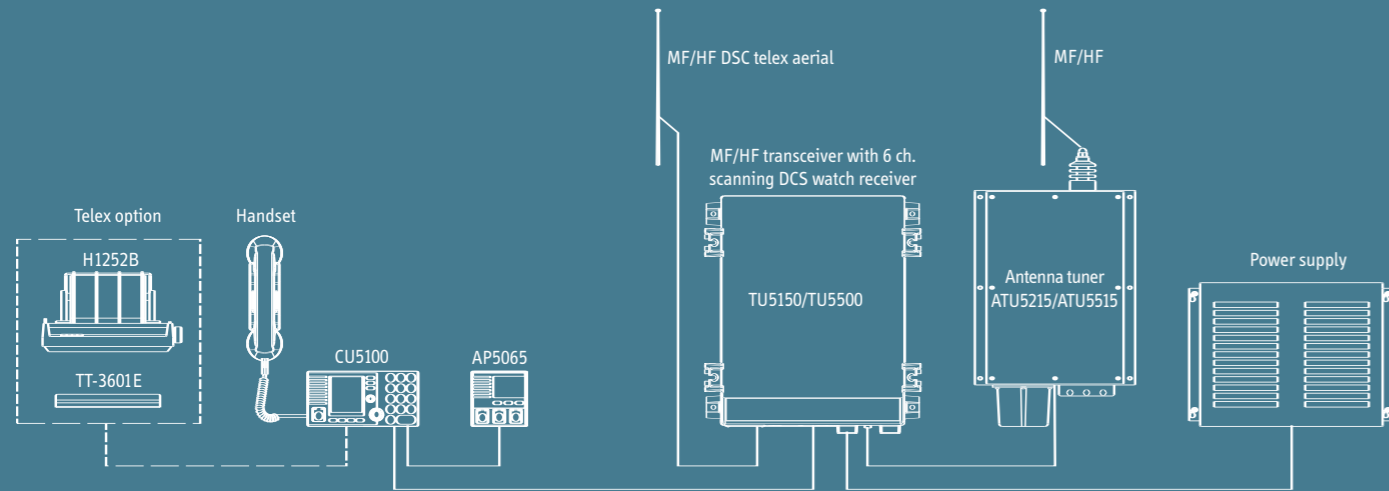 MF/HF DSC telex aerial
MF/HF
MF/HF transceiver with 6 ch.
scanning DCS watch receiver
Telex option
Handset
H1252B
TT-3601E
CU5100
AP5065
TU5150/TU5500
Antenna tuner
ATU5215/ATU5515
Power supply